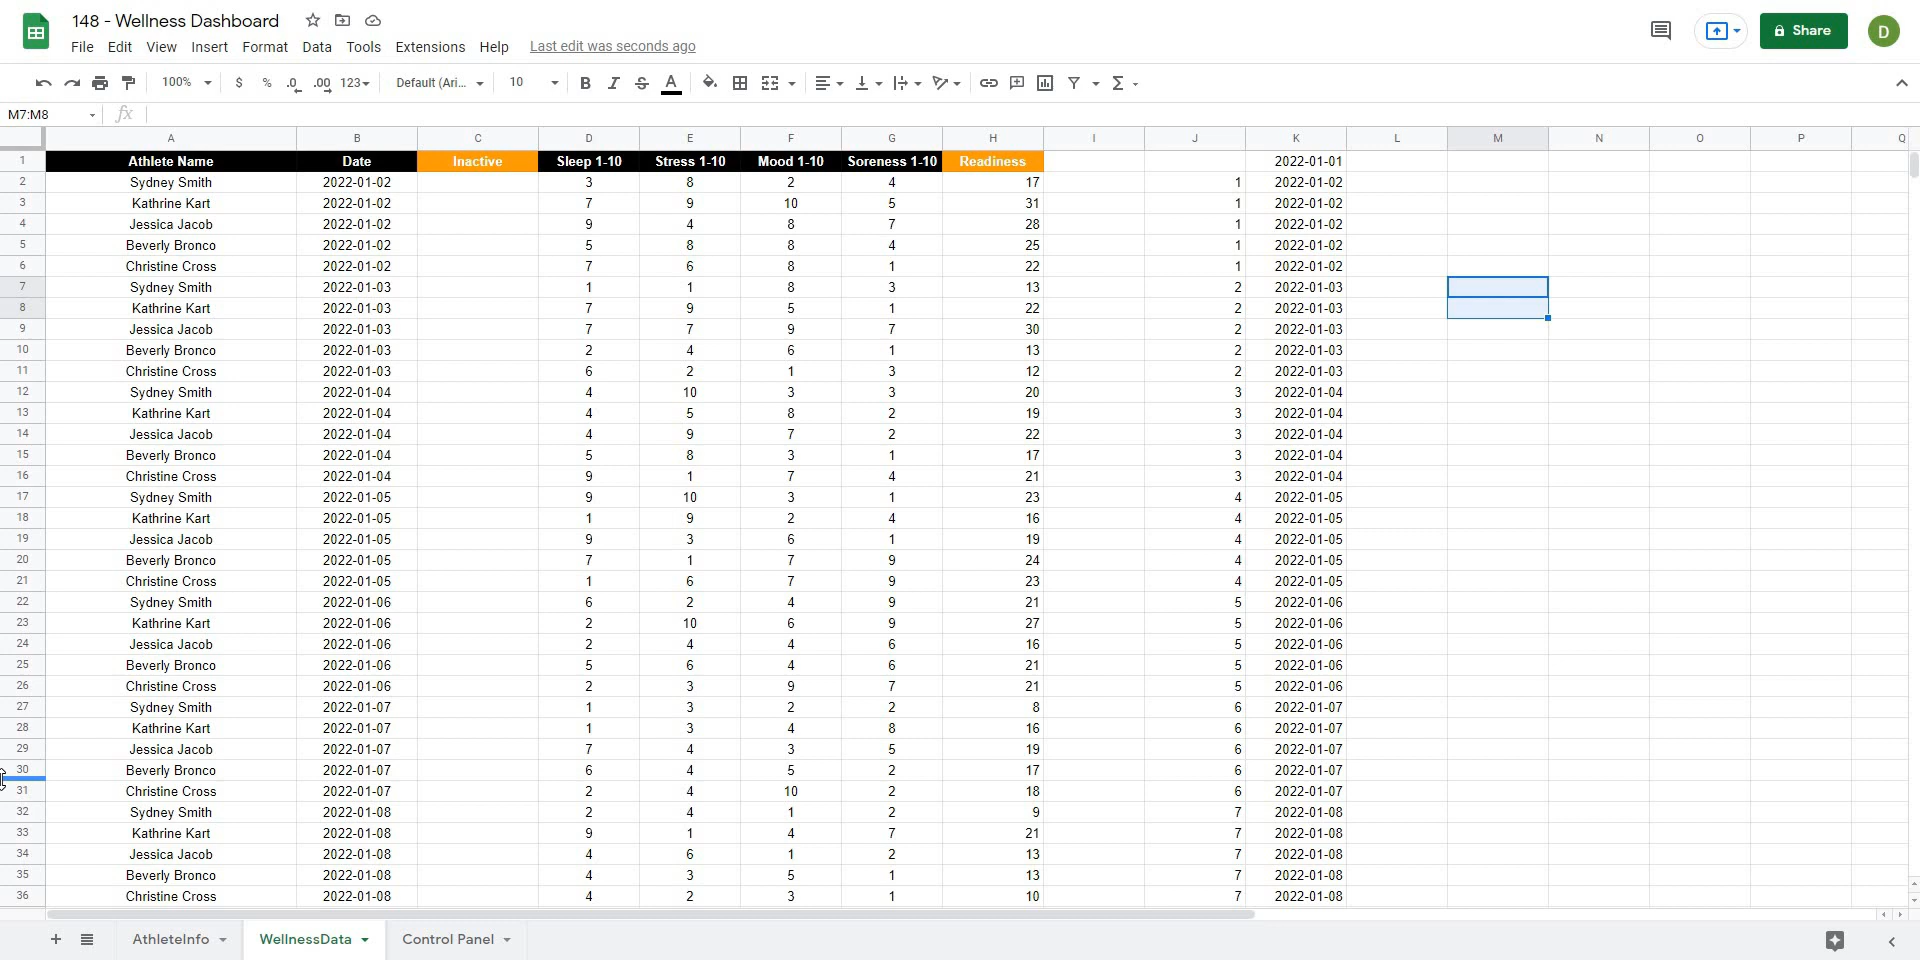 148 - Wellness Dashboard
File Edit View Insert Format Data Tools Extensions Help Last edit was seconds ago
Share
D
100% $ % .0 .00 123 Default (Ari... 10 B I S A
M7:M8 fx
A B C D E F G H I J K L M N O P Q
1 Athlete Name Date Inactive Sleep 1-10 Stress 1-10 Mood 1-10 Soreness 1-10 Readiness 2022-01-01
2 Sydney Smith 2022-01-02 3 8 2 4 17 1 2022-01-02
3 Kathrine Kart 2022-01-02 7 9 10 5 31 1 2022-01-02
4 Jessica Jacob 2022-01-02 9 4 8 7 28 1 2022-01-02
5 Beverly Bronco 2022-01-02 5 8 8 4 25 1 2022-01-02
6 Christine Cross 2022-01-02 7 6 8 1 22 1 2022-01-02
7 Sydney Smith 2022-01-03 1 1 8 3 13 2 2022-01-03
8 Kathrine Kart 2022-01-03 7 9 5 1 22 2 2022-01-03
9 Jessica Jacob 2022-01-03 7 7 9 7 30 2 2022-01-03
10 Beverly Bronco 2022-01-03 2 4 6 1 13 2 2022-01-03
11 Christine Cross 2022-01-03 6 2 1 3 12 2 2022-01-03
12 Sydney Smith 2022-01-04 4 10 3 3 20 3 2022-01-04
13 Kathrine Kart 2022-01-04 4 5 8 2 19 3 2022-01-04
14 Jessica Jacob 2022-01-04 4 9 7 2 22 3 2022-01-04
15 Beverly Bronco 2022-01-04 5 8 3 1 17 3 2022-01-04
16 Christine Cross 2022-01-04 9 1 7 4 21 3 2022-01-04
17 Sydney Smith 2022-01-05 9 10 3 1 23 4 2022-01-05
18 Kathrine Kart 2022-01-05 1 9 2 4 16 4 2022-01-05
19 Jessica Jacob 2022-01-05 9 3 6 1 19 4 2022-01-05
20 Beverly Bronco 2022-01-05 7 1 7 9 24 4 2022-01-05
21 Christine Cross 2022-01-05 1 6 7 9 23 4 2022-01-05
22 Sydney Smith 2022-01-06 6 2 4 9 21 5 2022-01-06
23 Kathrine Kart 2022-01-06 2 10 6 9 27 5 2022-01-06
24 Jessica Jacob 2022-01-06 2 4 4 6 16 5 2022-01-06
25 Beverly Bronco 2022-01-06 5 6 4 6 21 5 2022-01-06
26 Christine Cross 2022-01-06 2 3 9 7 21 5 2022-01-06
27 Sydney Smith 2022-01-07 1 3 2 2 8 6 2022-01-07
28 Kathrine Kart 2022-01-07 1 3 4 8 16 6 2022-01-07
29 Jessica Jacob 2022-01-07 7 4 3 5 19 6 2022-01-07
30 Beverly Bronco 2022-01-07 6 4 5 2 17 6 2022-01-07
31 Christine Cross 2022-01-07 2 4 10 2 18 6 2022-01-07
32 Sydney Smith 2022-01-08 2 4 1 2 9 7 2022-01-08
33 Kathrine Kart 2022-01-08 9 1 4 7 21 7 2022-01-08
34 Jessica Jacob 2022-01-08 4 6 1 2 13 7 2022-01-08
35 Beverly Bronco 2022-01-08 4 3 5 1 13 7 2022-01-08
36 Christine Cross 2022-01-08 4 2 3 1 10 7 2022-01-08
AthleteInfo WellnessData Control Panel